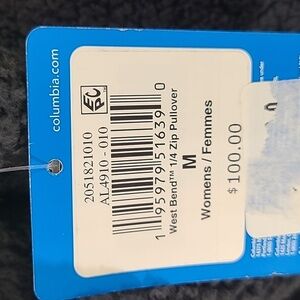 columbia.com
EPC
2051821010
AL4910 - 010
1 95979 51639 0
West Bend™ 1/4 Zip Pullover
M
Womens / Femmes
$ 100.00